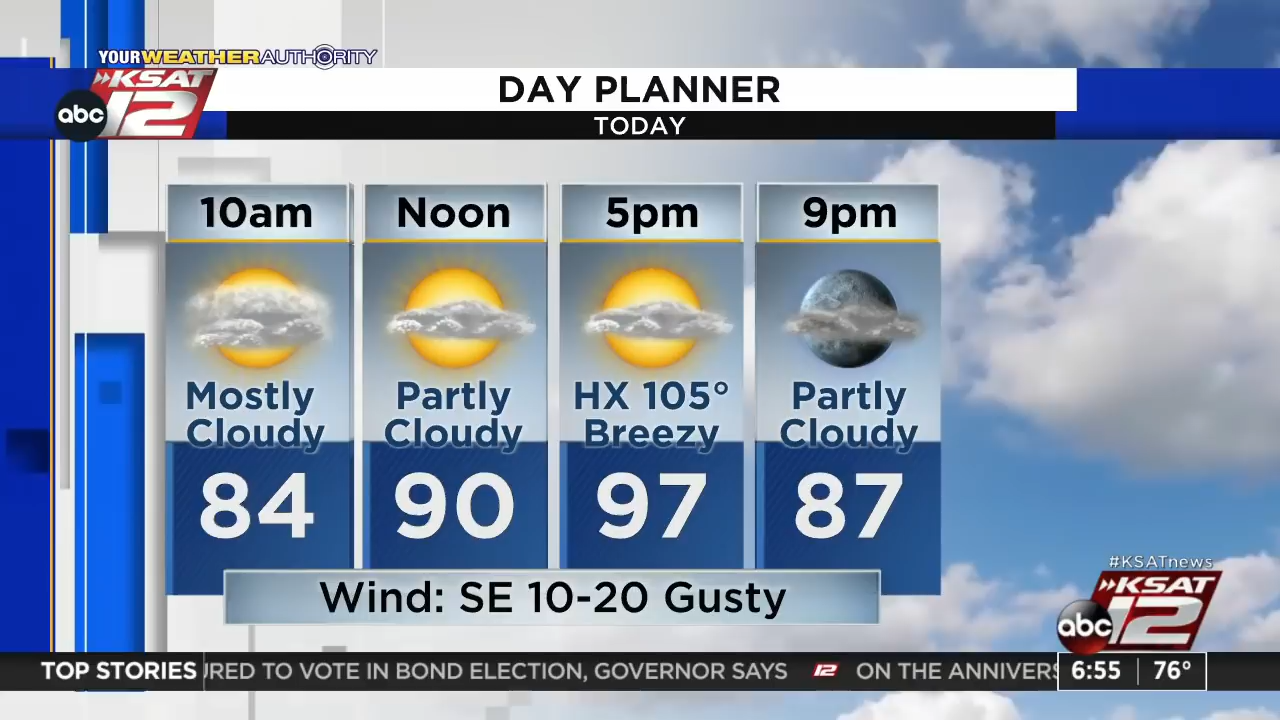 YOUR WEATHER AUTHORITY
KSAT
abc 12
DAY PLANNER
TODAY
10am Noon 5pm 9pm
Mostly Cloudy
Partly Cloudy
HX 105° Breezy
Partly Cloudy
84 90 97 87
Wind: SE 10-20 Gusty
#KSATnews
KSAT
abc 12
TOP STORIES URED TO VOTE IN BOND ELECTION, GOVERNOR SAYS 12 ON THE ANNIVERS 6:55 76°